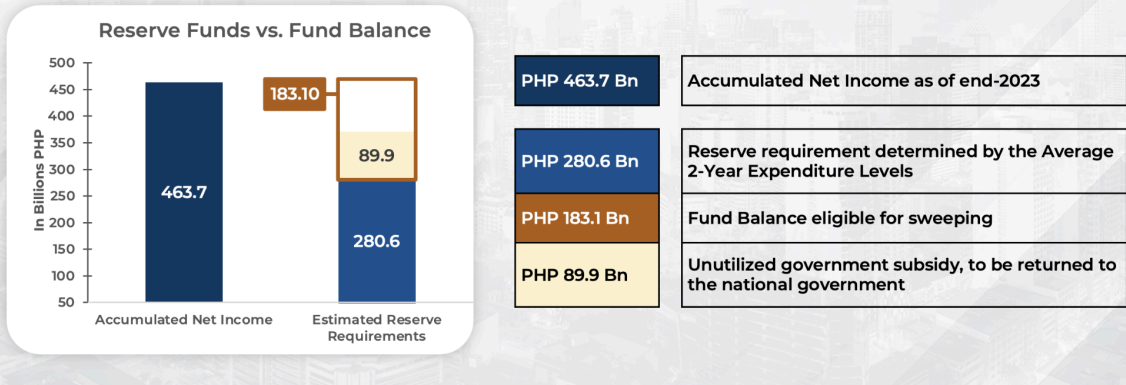 Reserve Funds vs. Fund Balance
In Billions PHP
500
450
400
350
300
250
200
150
100
50
463.7
183.10
89.9
280.6
Accumulated Net Income
Estimated Reserve
Requirements
PHP 463.7 Bn
Accumulated Net Income as of end-2023
PHP 280.6 Bn
Reserve requirement determined by the Average
2-Year Expenditure Levels
PHP 183.1 Bn
Fund Balance eligible for sweeping
PHP 89.9 Bn
Unutilized government subsidy, to be returned to
the national government